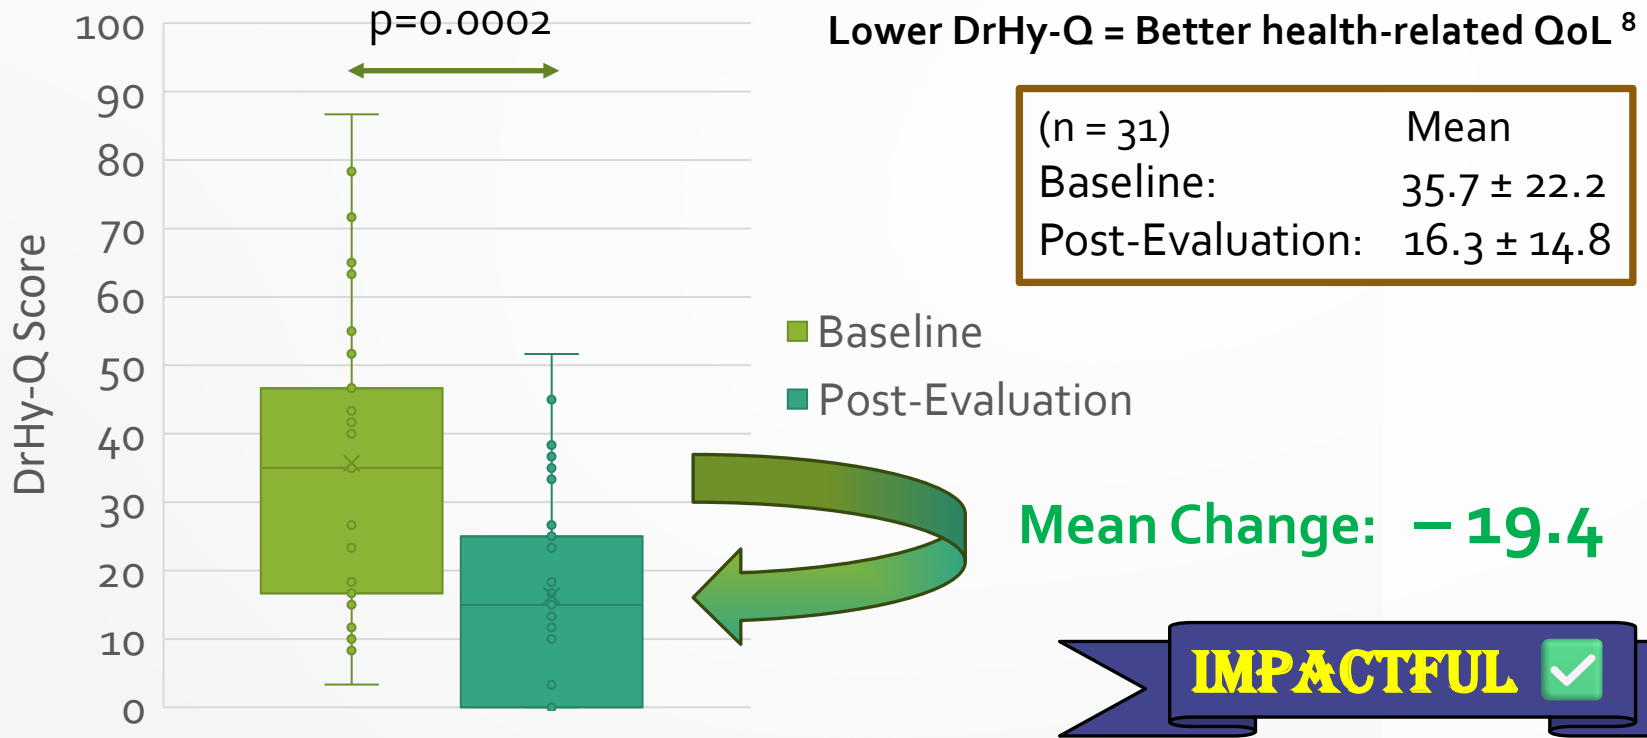 p=0.0002
Lower DrHy-Q = Better health-related QoL 8
(n = 31) Mean
Baseline: 35.7 ± 22.2
Post-Evaluation: 16.3 ± 14.8
DrHy-Q Score
100
90
80
70
60
50
40
30
20
10
0
Baseline
Post-Evaluation
Mean Change: – 19.4
IMPACTFUL